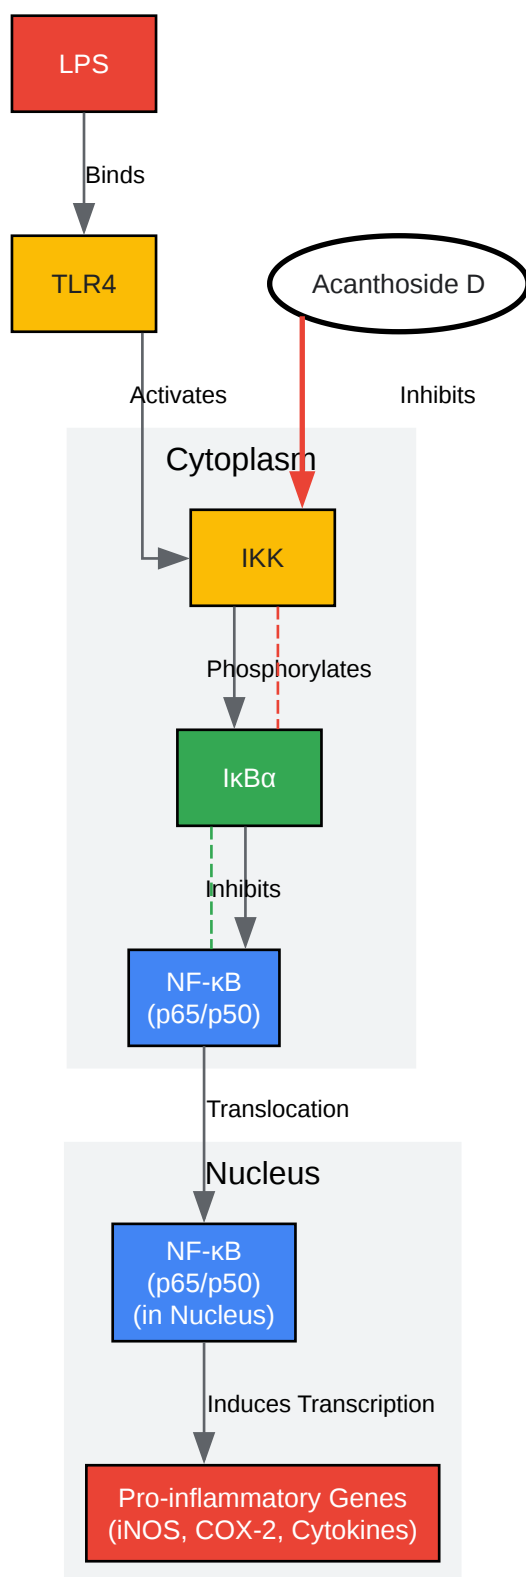 LPS
Binds
TLR4
Acanthoside D
Activates
Inhibits
Cytoplasm
IKK
Phosphorylates
IκBα
Inhibits
NF-κB
(p65/p50)
Translocation
Nucleus
NF-κB
(p65/p50)
(in Nucleus)
Induces Transcription
Pro-inflammatory Genes
(iNOS, COX-2, Cytokines)